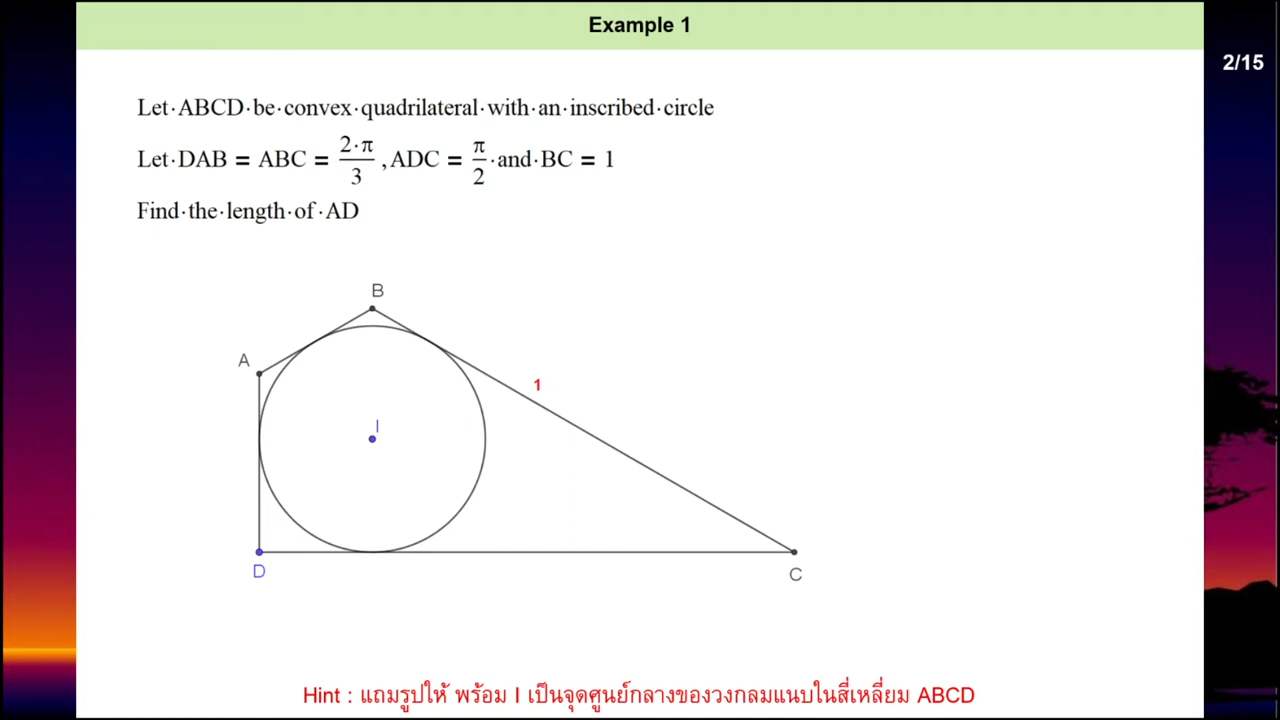 Example 1
2/15
Let·ABCD·be·convex·quadrilateral·with·an·inscribed·circle
Let·DAB = ABC = 2·π/3 , ADC = π/2 ·and·BC = 1
Find·the·length·of·AD
B
A
1
I
D
C
Hint : แถมรูปให้ พร้อม I เป็นจุดศูนย์กลางของวงกลมแนบในสี่เหลี่ยม ABCD